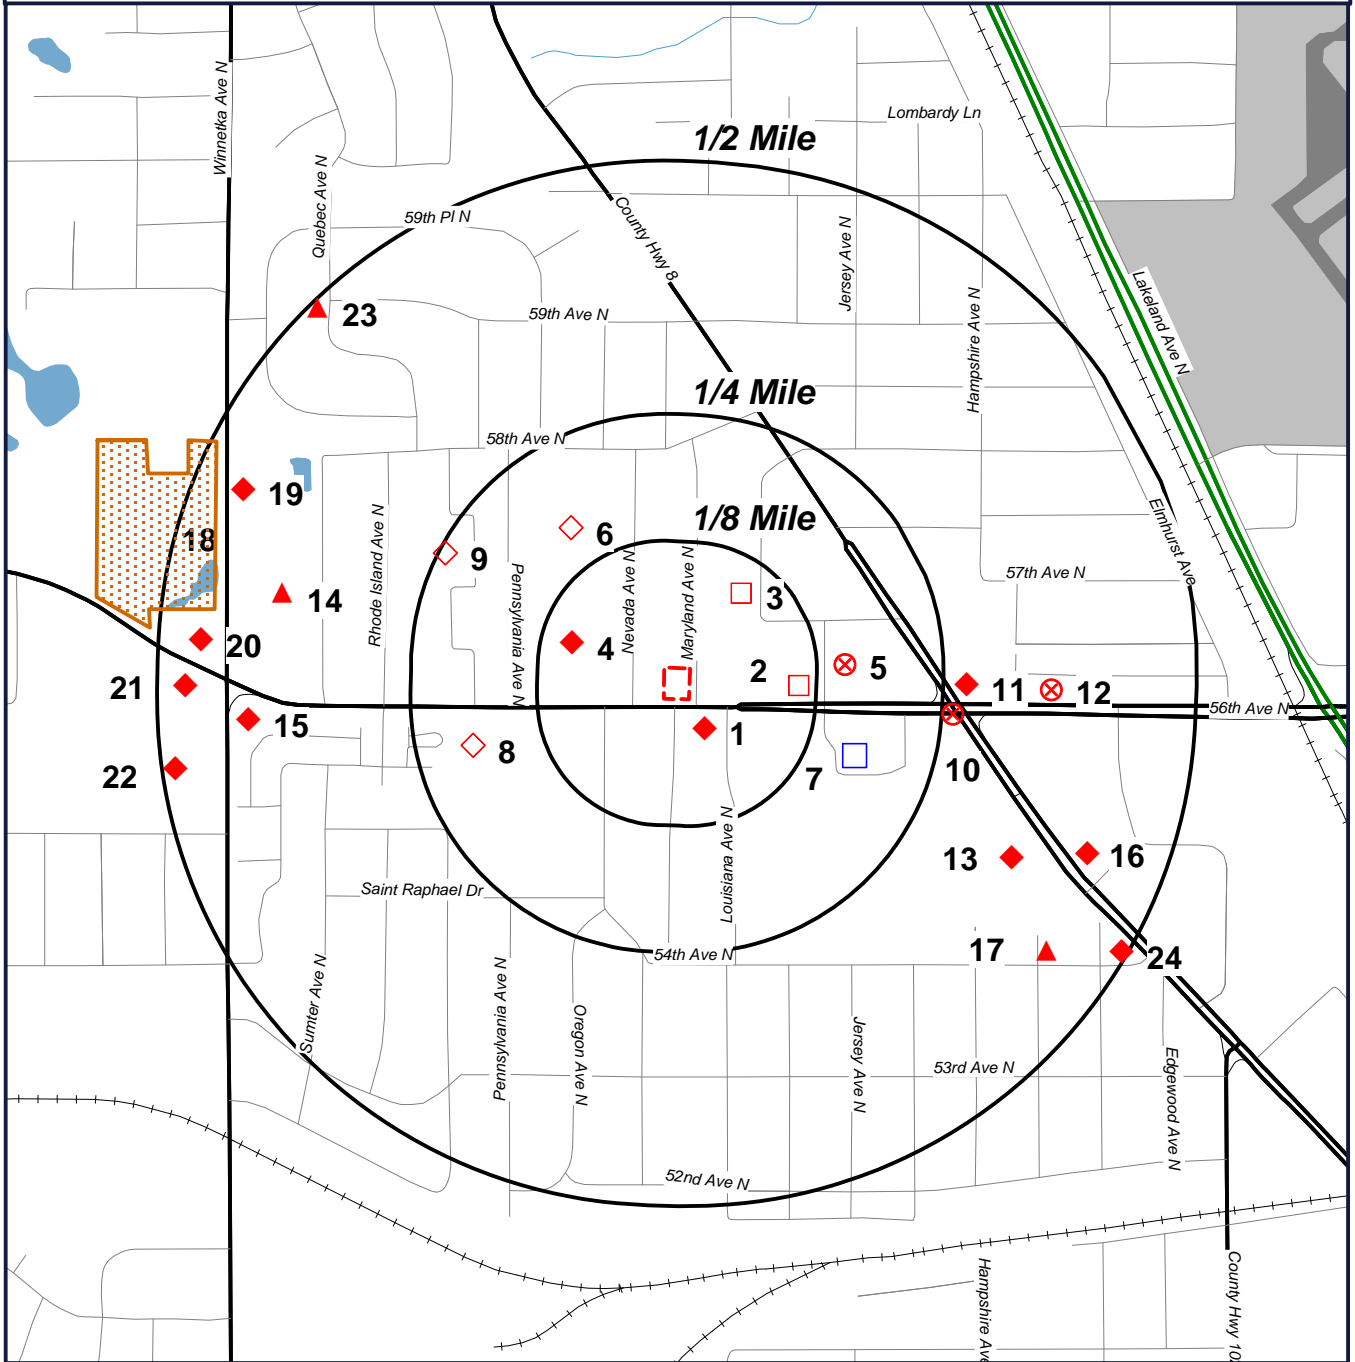 Lombardy Ln
1/2 Mile
Winnetka Ave N
Quebec Ave N
59th Pl N
County Hwy 8
Jersey Ave N
Lakeland Ave N
Hampshire Ave N
23
59th Ave N
1/4 Mile
58th Ave N
19
Rhode Island Ave N
1/8 Mile
Elmhurst Ave
18
6
9
Pennsylvania Ave N
Nevada Ave N
Maryland Ave N
57th Ave N
14
3
4
20
2
5
21
11
12
56th Ave N
15
1
8
7
10
22
13
16
Louisiana Ave N
Saint Raphael Dr
54th Ave N
17
24
Sumter Ave N
Pennsylvania Ave N
Oregon Ave N
Jersey Ave N
53rd Ave N
Edgewood Ave N
52nd Ave N
Hampshire Ave
County Hwy 10